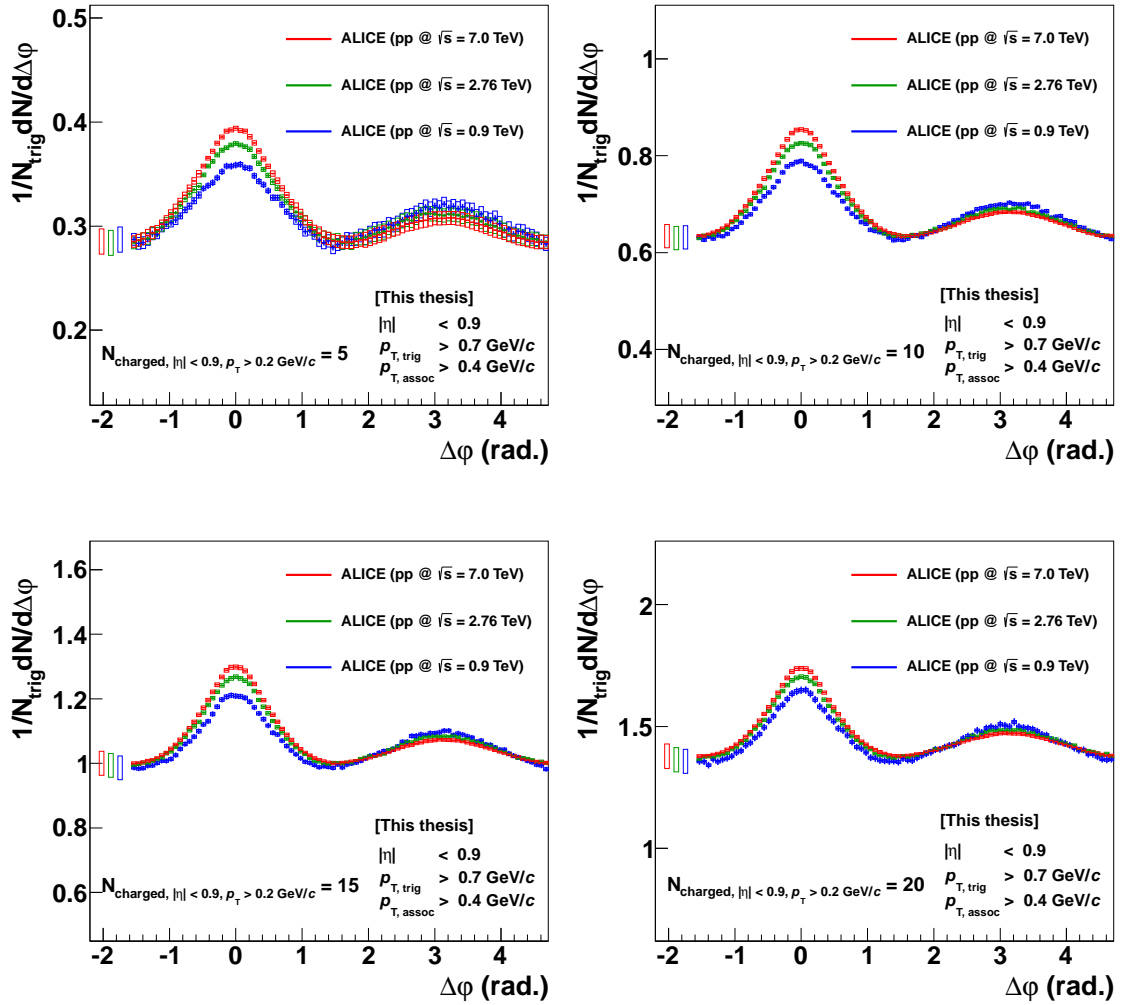 0.5
0.4
0.3
0.2
1/N_trig dN/dΔφ
ALICE (pp @ √s = 7.0 TeV)
ALICE (pp @ √s = 2.76 TeV)
ALICE (pp @ √s = 0.9 TeV)
[This thesis]
|η| < 0.9
p_T, trig > 0.7 GeV/c
p_T, assoc > 0.4 GeV/c
N_charged, |η| < 0.9, p_T > 0.2 GeV/c = 5
-2 -1 0 1 2 3 4
Δφ (rad.)
1
0.8
0.6
0.4
1/N_trig dN/dΔφ
ALICE (pp @ √s = 7.0 TeV)
ALICE (pp @ √s = 2.76 TeV)
ALICE (pp @ √s = 0.9 TeV)
[This thesis]
|η| < 0.9
p_T, trig > 0.7 GeV/c
p_T, assoc > 0.4 GeV/c
N_charged, |η| < 0.9, p_T > 0.2 GeV/c = 10
-2 -1 0 1 2 3 4
Δφ (rad.)
1.6
1.4
1.2
1
0.8
0.6
1/N_trig dN/dΔφ
ALICE (pp @ √s = 7.0 TeV)
ALICE (pp @ √s = 2.76 TeV)
ALICE (pp @ √s = 0.9 TeV)
[This thesis]
|η| < 0.9
p_T, trig > 0.7 GeV/c
p_T, assoc > 0.4 GeV/c
N_charged, |η| < 0.9, p_T > 0.2 GeV/c = 15
-2 -1 0 1 2 3 4
Δφ (rad.)
2
1.5
1
1/N_trig dN/dΔφ
ALICE (pp @ √s = 7.0 TeV)
ALICE (pp @ √s = 2.76 TeV)
ALICE (pp @ √s = 0.9 TeV)
[This thesis]
|η| < 0.9
p_T, trig > 0.7 GeV/c
p_T, assoc > 0.4 GeV/c
N_charged, |η| < 0.9, p_T > 0.2 GeV/c = 20
-2 -1 0 1 2 3 4
Δφ (rad.)